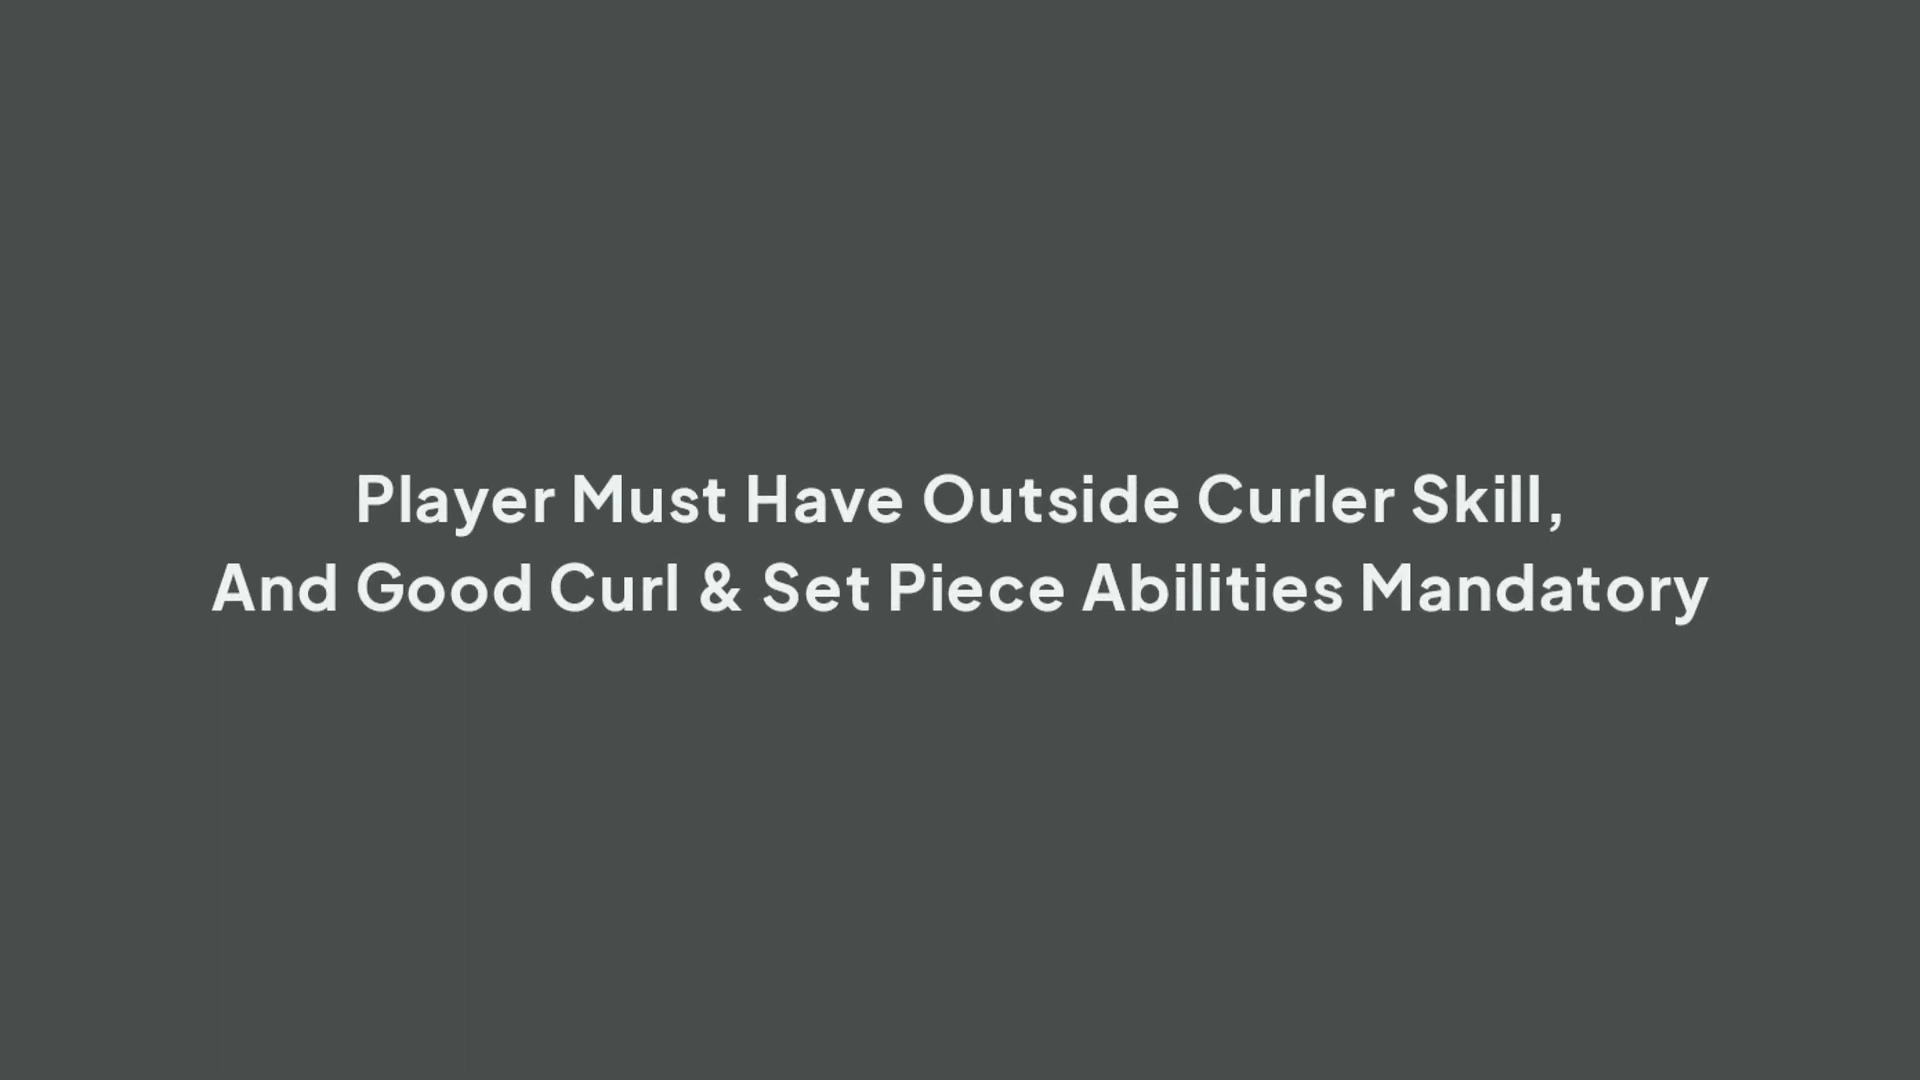 Player Must Have Outside Curler Skill,
And Good Curl & Set Piece Abilities Mandatory